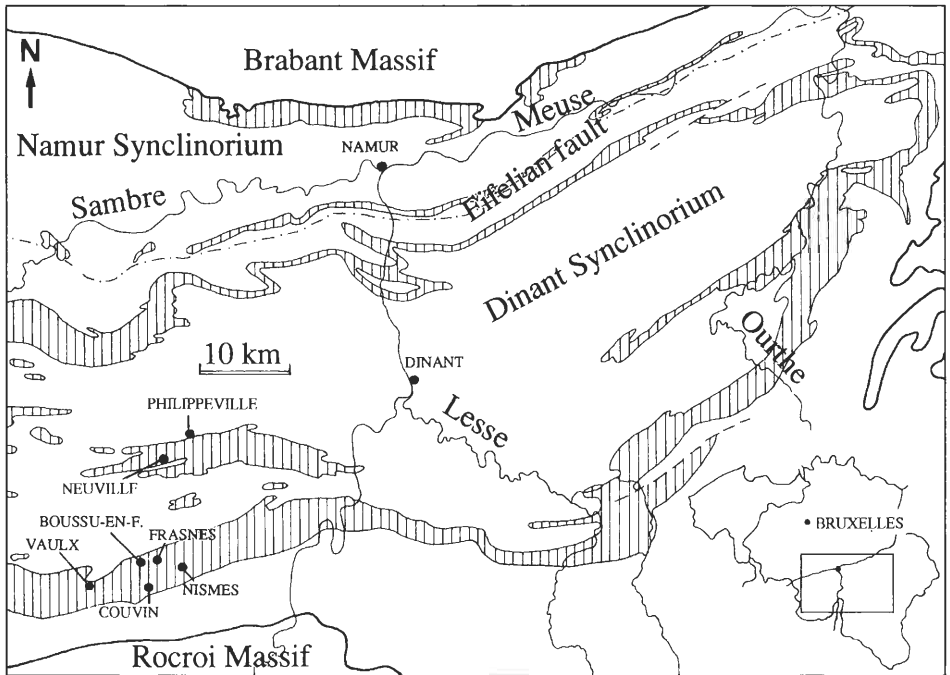 N
Brabant Massif
Namur Synclinorium
NAMUR
Meuse
Sambre
Eifelian fault
Dinant Synclinorium
10 km
DINANT
Ourthe
Lesse
PHILIPPEVILLE
NEUVILLE
BOUSSU-EN-F.
FRASNES
VAULX
NISMES
COUVIN
BRUXELLES
Rocroi Massif